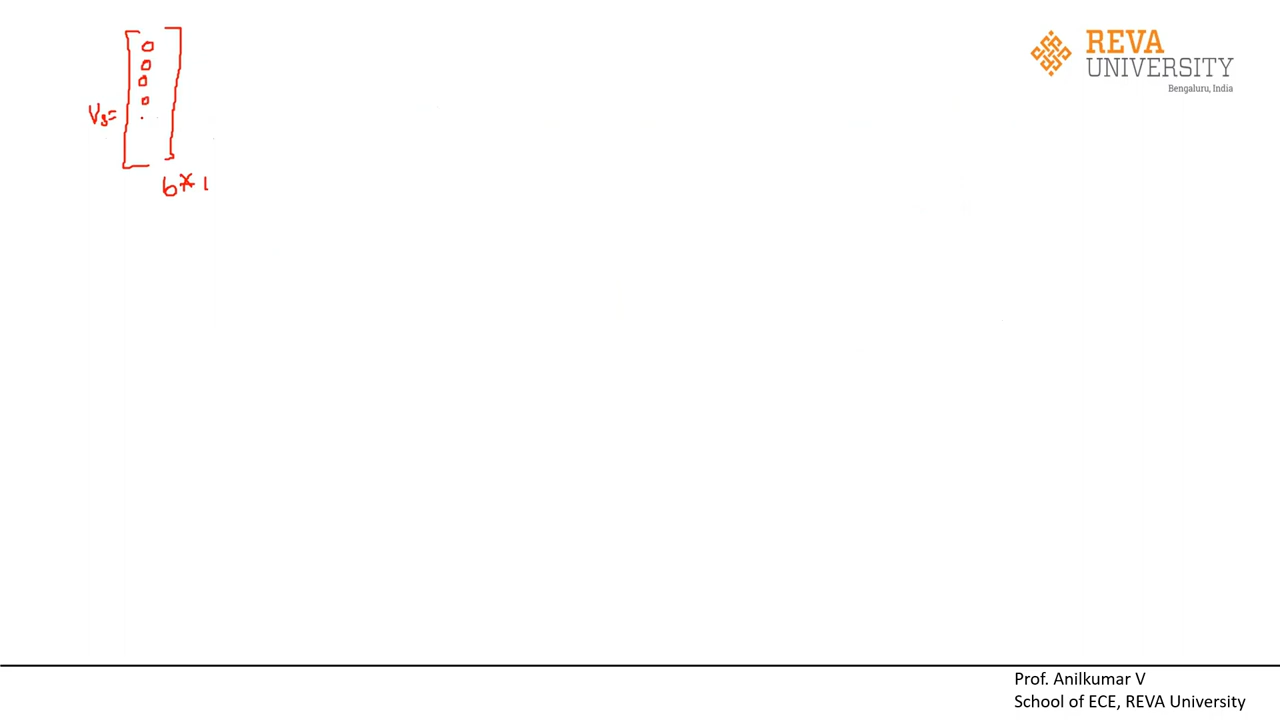 0
0
0
0
Vs=
6*1
REVA
UNIVERSITY
Bengaluru, India
Prof. Anilkumar V
School of ECE, REVA University